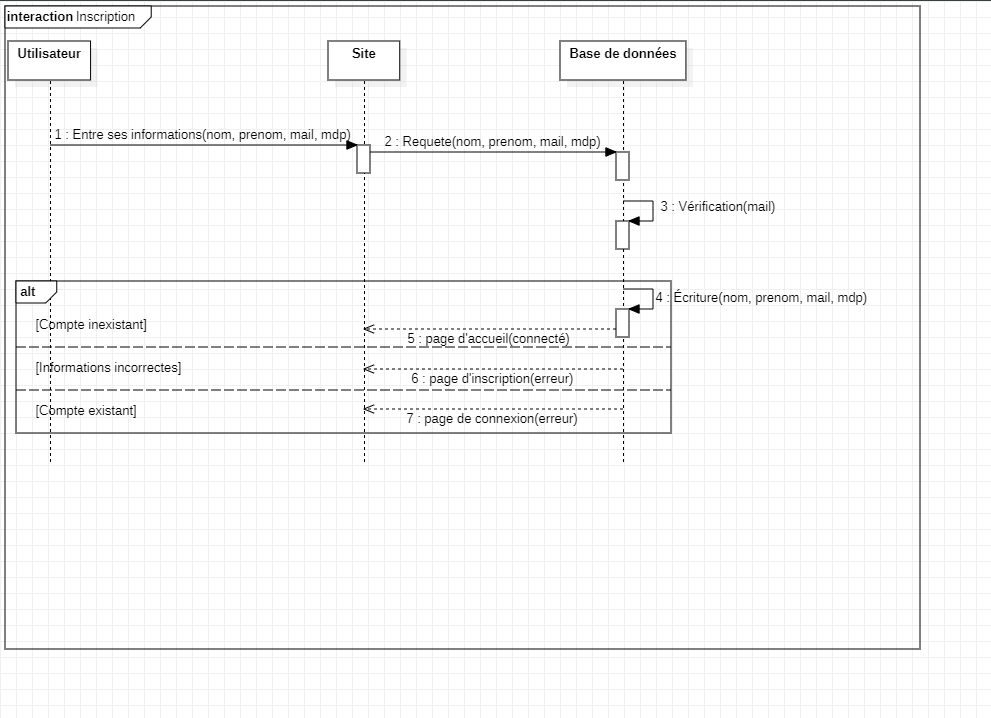 interaction Inscription
Utilisateur
Site
Base de données
1 : Entre ses informations(nom, prenom, mail, mdp)
2 : Requete(nom, prenom, mail, mdp)
3 : Vérification(mail)
alt
4 : Écriture(nom, prenom, mail, mdp)
[Compte inexistant]
5 : page d'accueil(connecté)
[Informations incorrectes]
6 : page d'inscription(erreur)
[Compte existant]
7 : page de connexion(erreur)